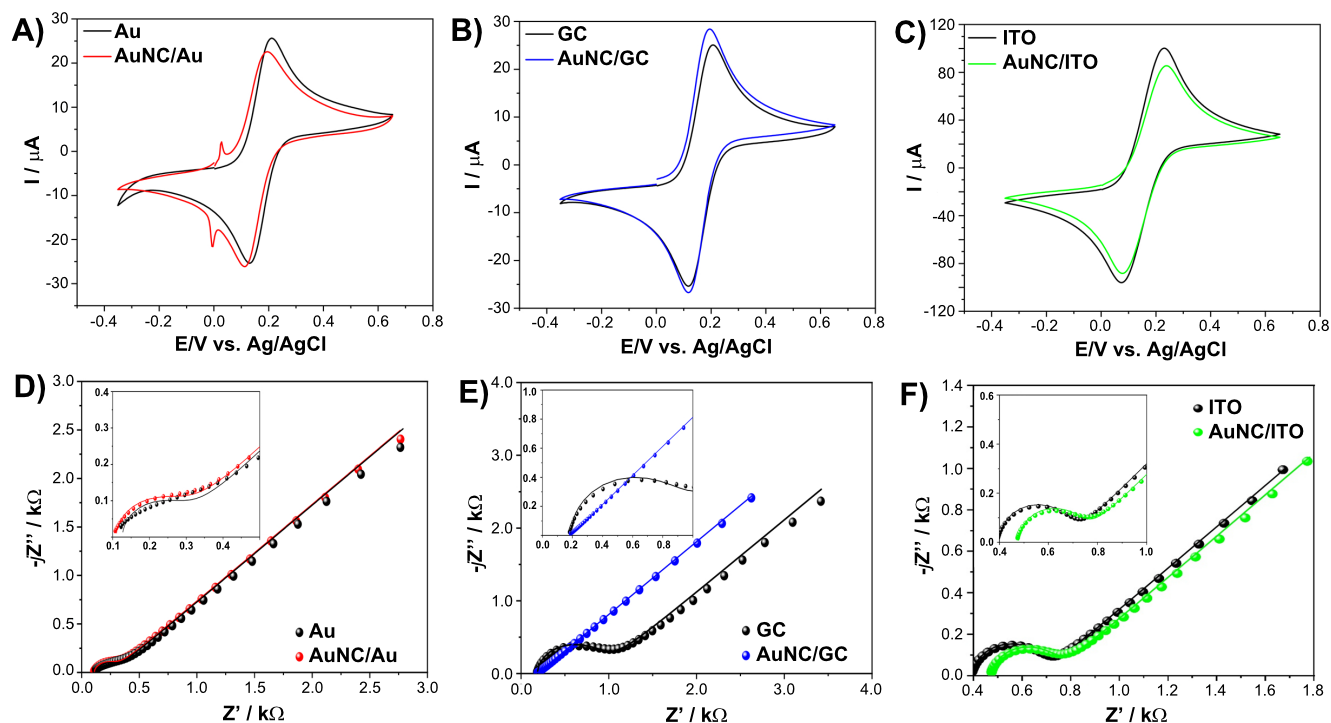 A)
Au
AuNC/Au
30
20
10
0
-10
-20
-30
I / µA
-0.4 -0.2 0.0 0.2 0.4 0.6 0.8
E/V vs. Ag/AgCl
B)
GC
AuNC/GC
30
20
10
0
-10
-20
-30
I / µA
-0.4 -0.2 0.0 0.2 0.4 0.6 0.8
E/V vs. Ag/AgCl
C)
ITO
AuNC/ITO
120
80
40
0
-40
-80
-120
I / µA
-0.4 -0.2 0.0 0.2 0.4 0.6 0.8
E/V vs. Ag/AgCl
D)
3.0
2.5
2.0
1.5
1.0
0.5
0.0
-jZ'' / kΩ
0.4
0.3
0.2
0.1
0.0
0.1 0.2 0.3 0.4 0.5
Au
AuNC/Au
0.0 0.5 1.0 1.5 2.0 2.5 3.0
Z' / kΩ
E)
4.0
3.0
2.0
1.0
0.0
-jZ'' / kΩ
1.0
0.8
0.6
0.4
0.2
0.0
0.0 0.2 0.4 0.6 0.8 1.0
GC
AuNC/GC
0.0 1.0 2.0 3.0 4.0
Z' / kΩ
F)
1.4
1.2
1.0
0.8
0.6
0.4
0.2
0.0
-jZ'' / kΩ
0.6
0.3
0.2
0.0
0.4 0.6 0.8 1.0
ITO
AuNC/ITO
0.4 0.6 0.8 1.0 1.2 1.4 1.6 1.8
Z' / kΩ